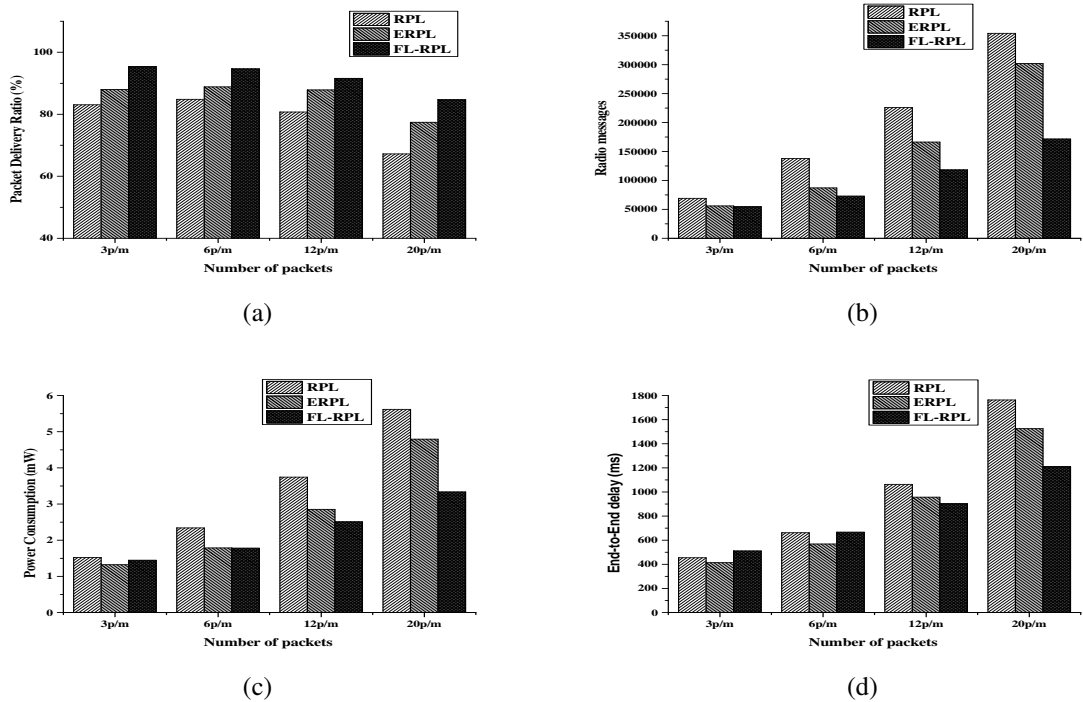 RPL
ERPL
FL-RPL
100
80
60
40
Packet Delivery Ratio (%)
3p/m 6p/m 12p/m 20p/m
Number of packets
(a)
RPL
ERPL
FL-RPL
350000
300000
250000
200000
150000
100000
50000
0
Radio messages
3p/m 6p/m 12p/m 20p/m
Number of packets
(b)
RPL
ERPL
FL-RPL
6
5
4
3
2
1
0
Power Consumption (mW)
3p/m 6p/m 12p/m 20p/m
Number of packets
(c)
RPL
ERPL
FL-RPL
1800
1600
1400
1200
1000
800
600
400
200
0
End-to-End delay (ms)
3p/m 6p/m 12p/m 20p/m
Number of packets
(d)